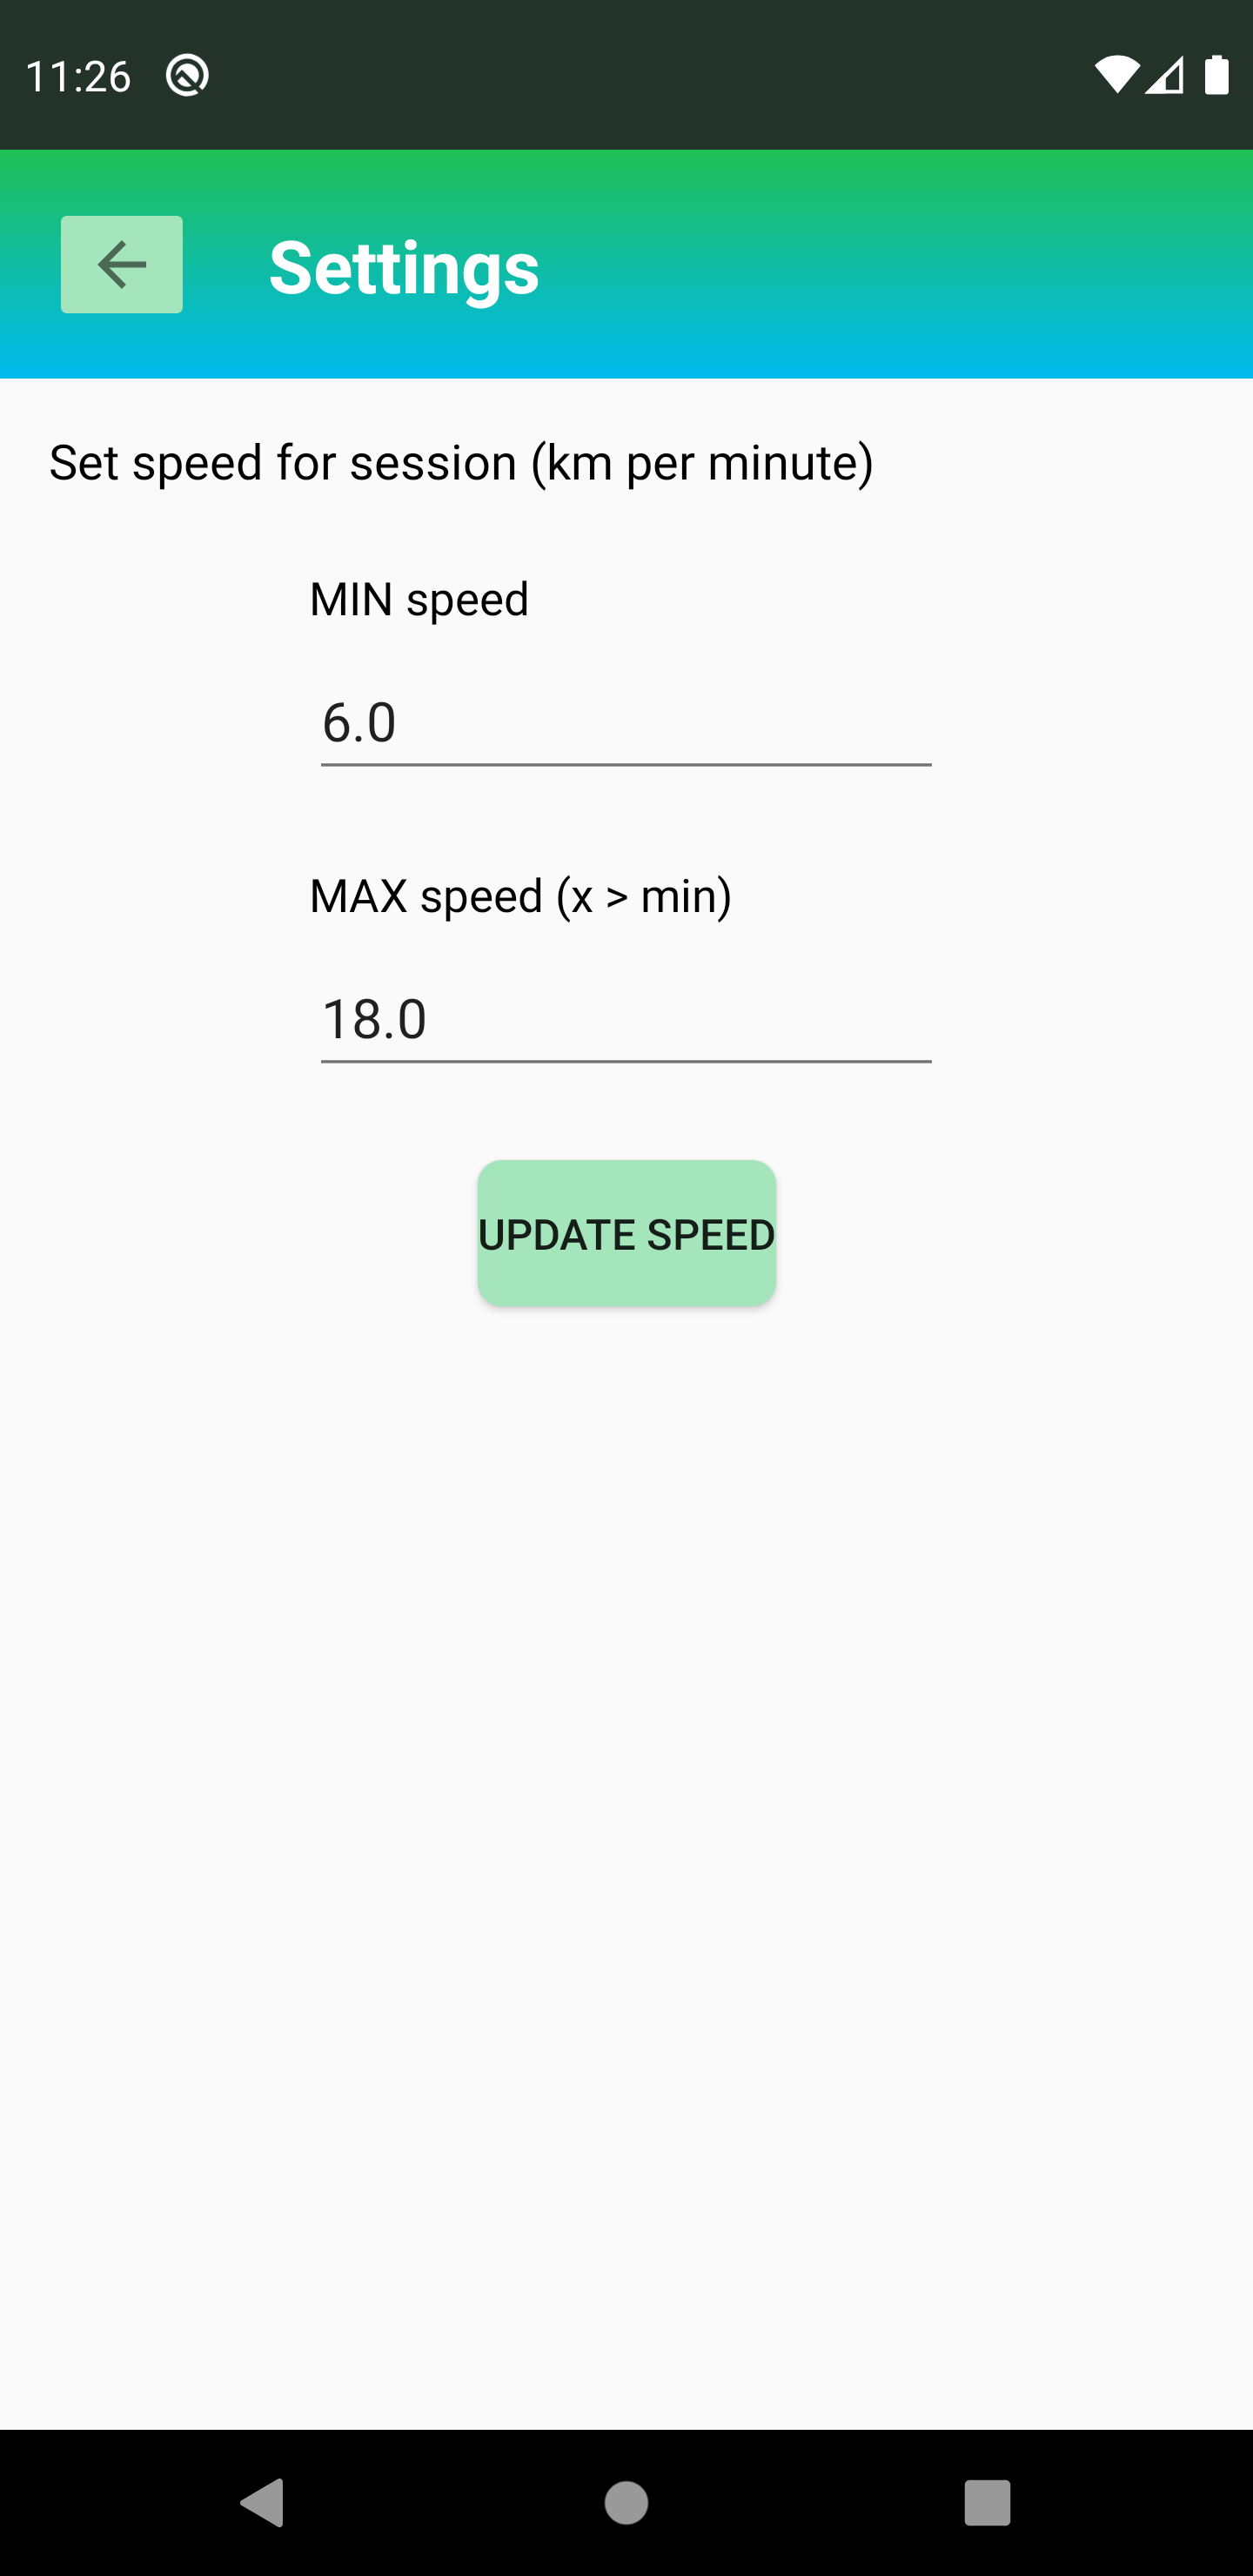 11:26
Settings
Set speed for session (km per minute)
MIN speed
6.0
MAX speed (x > min)
18.0
UPDATE SPEED